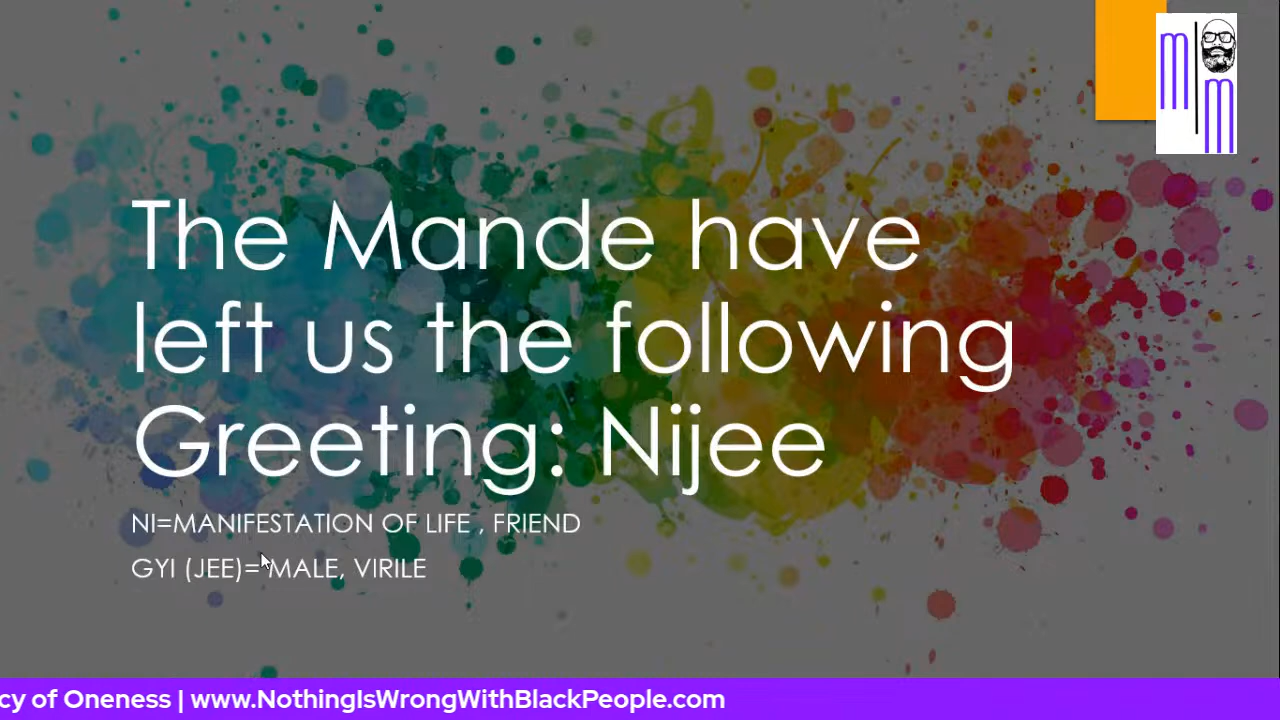 m
m
The Mande have
left us the following
Greeting: Nijee
NI=MANIFESTATION OF LIFE , FRIEND
GYI (JEE)= MALE, VIRILE
cy of Oneness | www.NothingIsWrongWithBlackPeople.com